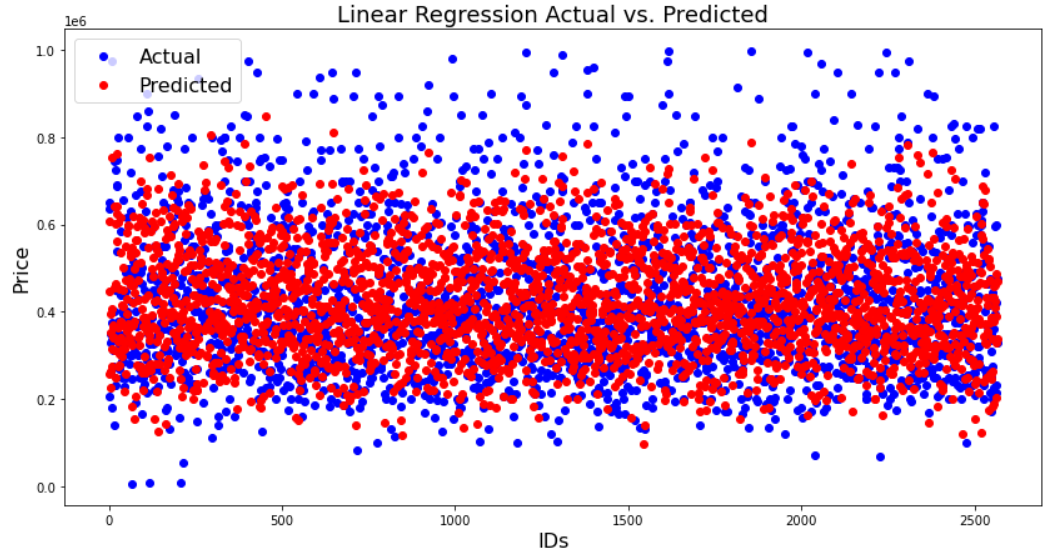 Linear Regression Actual vs. Predicted
1e6
Actual
Predicted
Price
1.0
0.8
0.6
0.4
0.2
0.0
0 500 1000 1500 2000 2500
IDs